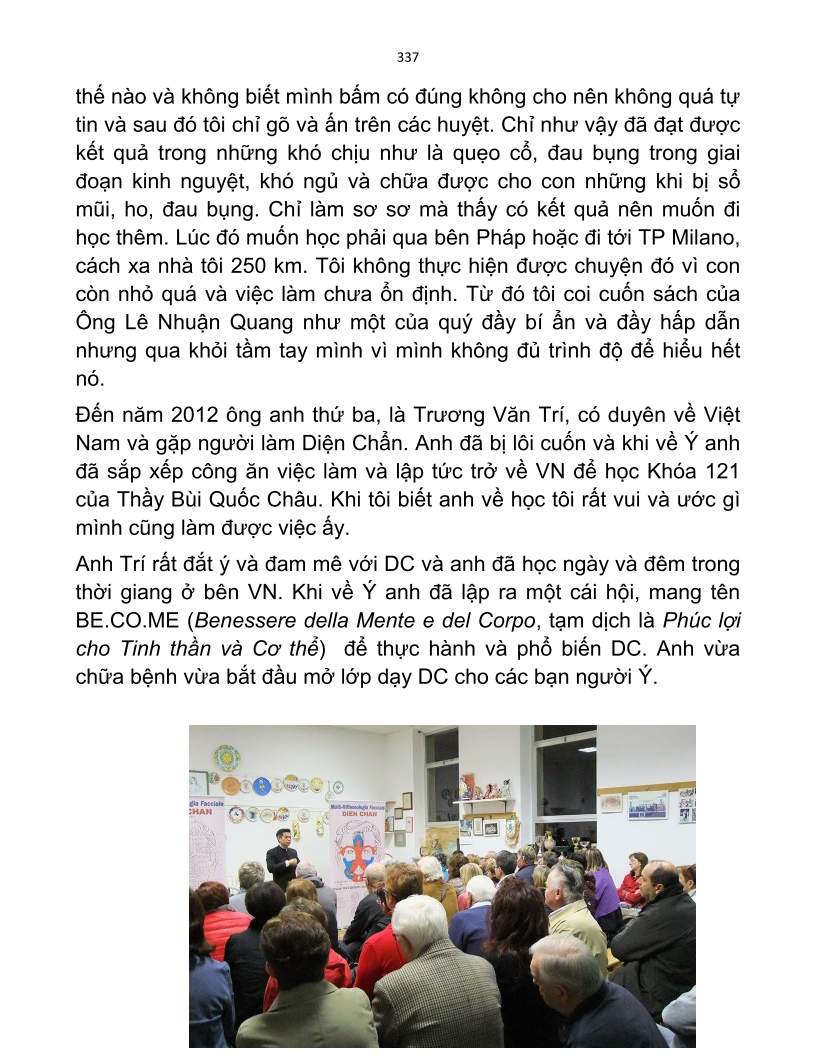 337
thế nào và không biết mình bấm có đúng không cho nên không quá tự
tin và sau đó tôi chỉ gõ và ấn trên các huyệt. Chỉ như vậy đã đạt được
kết quả trong những khó chịu như là quẹo cổ, đau bụng trong giai
đoạn kinh nguyệt, khó ngủ và chữa được cho con những khi bị sổ
mũi, ho, đau bụng. Chỉ làm sơ sơ mà thấy có kết quả nên muốn đi
học thêm. Lúc đó muốn học phải qua bên Pháp hoặc đi tới TP Milano,
cách xa nhà tôi 250 km. Tôi không thực hiện được chuyện đó vì con
còn nhỏ quá và việc làm chưa ổn định. Từ đó tôi coi cuốn sách của
Ông Lê Nhuận Quang như một của quý đầy bí ẩn và đầy hấp dẫn
nhưng qua khỏi tầm tay mình vì mình không đủ trình độ để hiểu hết
nó.
Đến năm 2012 ông anh thứ ba, là Trương Văn Trí, có duyên về Việt
Nam và gặp người làm Diện Chẩn. Anh đã bị lôi cuốn và khi về Ý anh
đã sắp xếp công ăn việc làm và lập tức trở về VN để học Khóa 121
của Thầy Bùi Quốc Châu. Khi tôi biết anh về học tôi rất vui và ước gì
mình cũng làm được việc ấy.
Anh Trí rất đắt ý và đam mê với DC và anh đã học ngày và đêm trong
thời giang ở bên VN. Khi về Ý anh đã lập ra một cái hội, mang tên
BE.CO.ME (Benessere della Mente e del Corpo, tạm dịch là Phúc lợi
cho Tinh thần và Cơ thể) để thực hành và phổ biến DC. Anh vừa
chữa bệnh vừa bắt đầu mở lớp dạy DC cho các bạn người Ý.
Facciale
CHAN
Multi-Riflessologia Facciale
DIEN CHAN